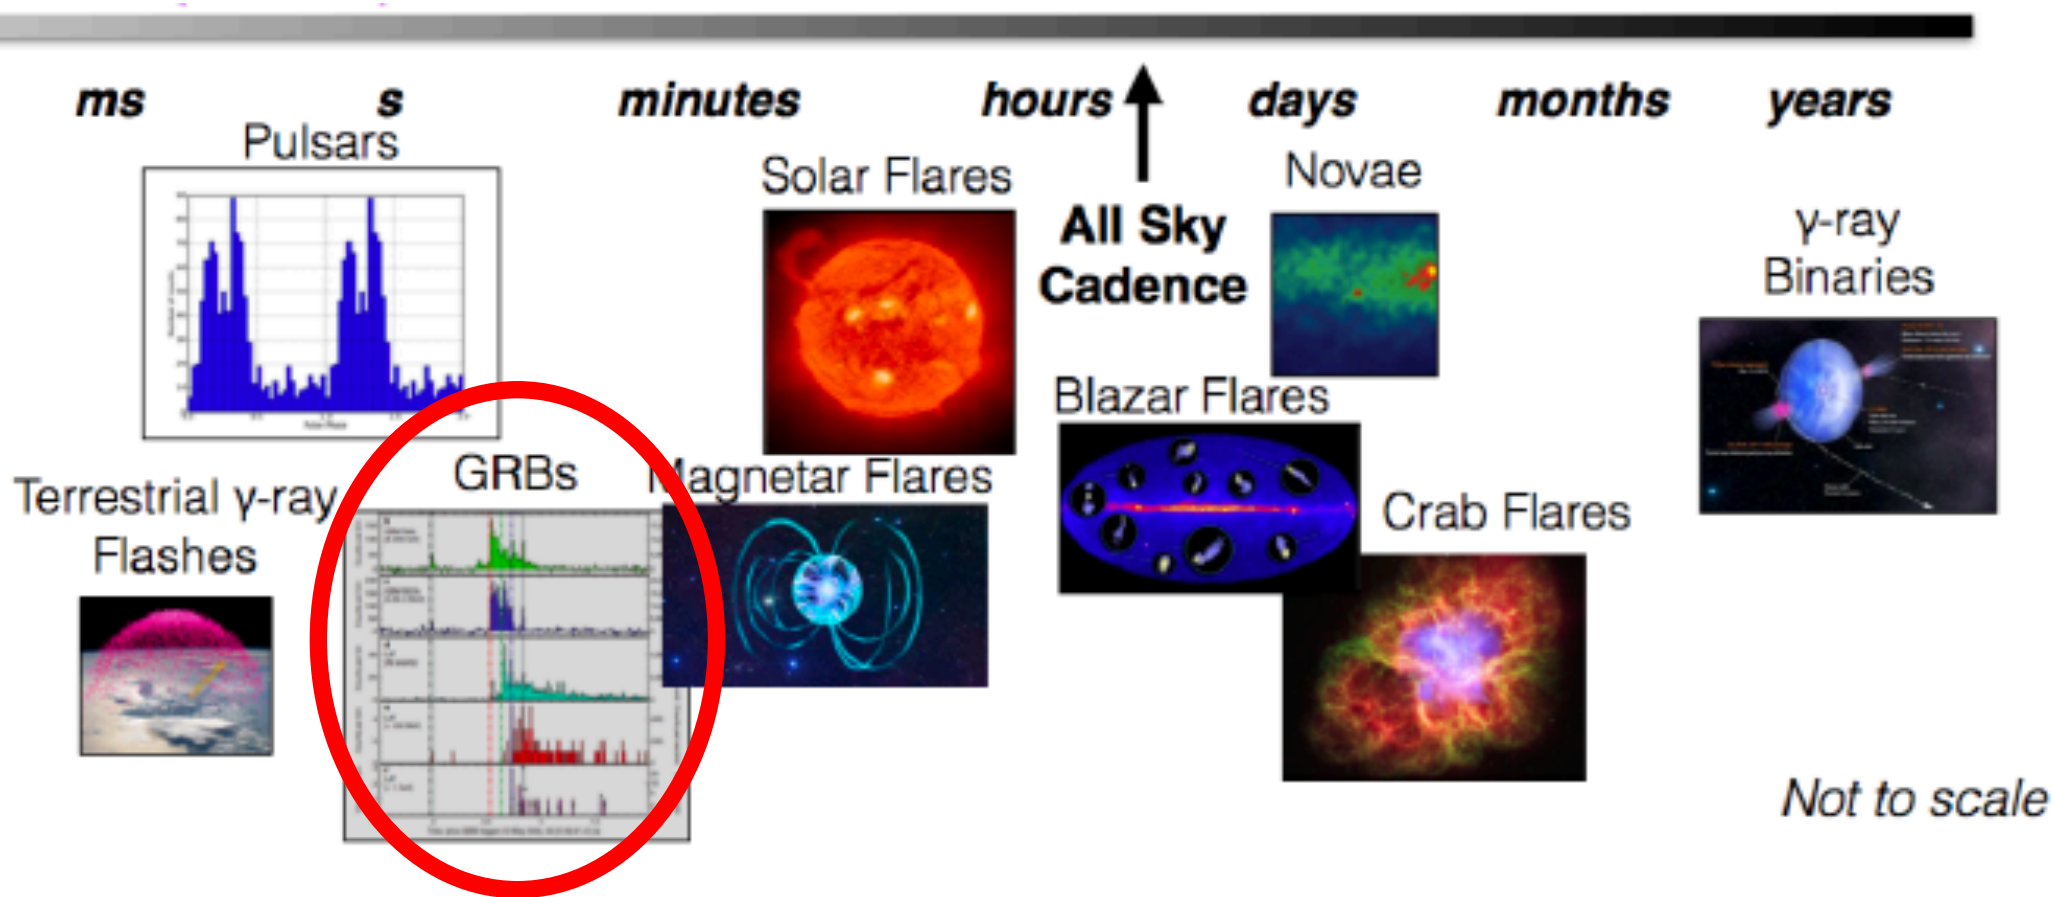 ms s minutes hours days months years
Pulsars
Solar Flares
All Sky
Cadence
Novae
γ-ray
Binaries
Blazar Flares
Terrestrial γ-ray
Flashes
GRBs
Magnetar Flares
Crab Flares
Not to scale